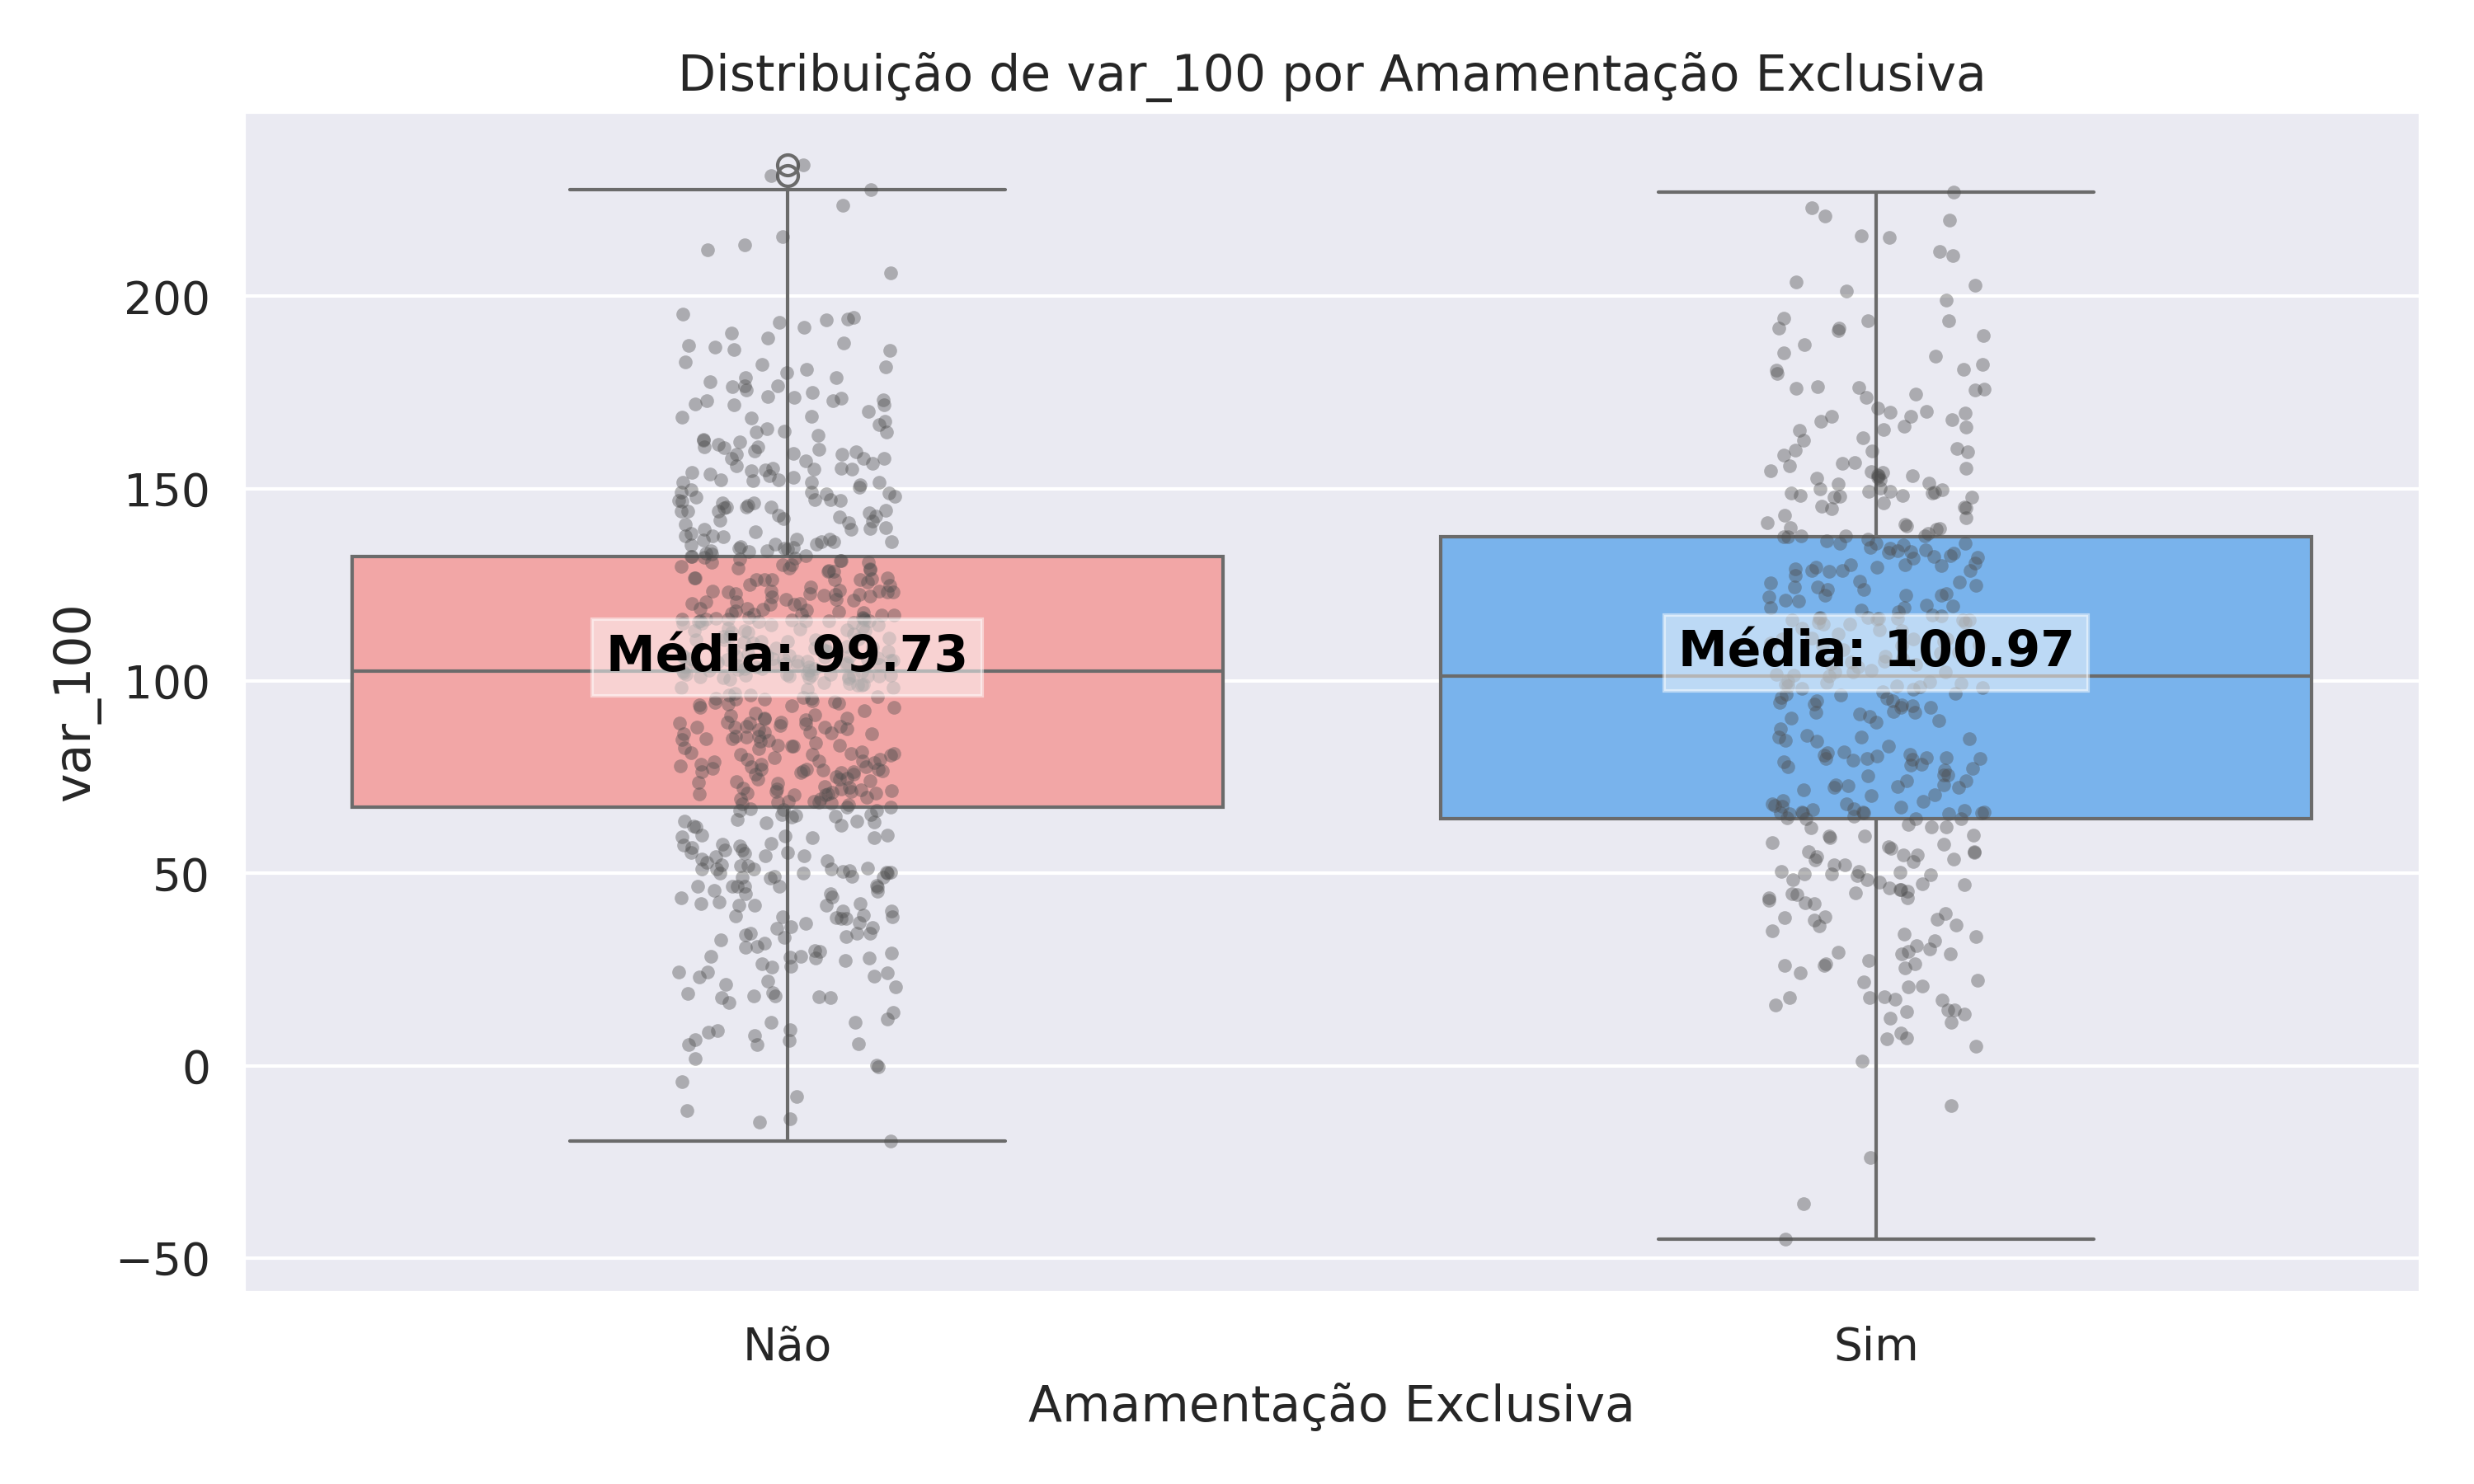 Distribuição de var_100 por Amamentação Exclusiva
var_100
200
150
100
50
0
−50
Média: 99.73
Média: 100.97
Não
Sim
Amamentação Exclusiva